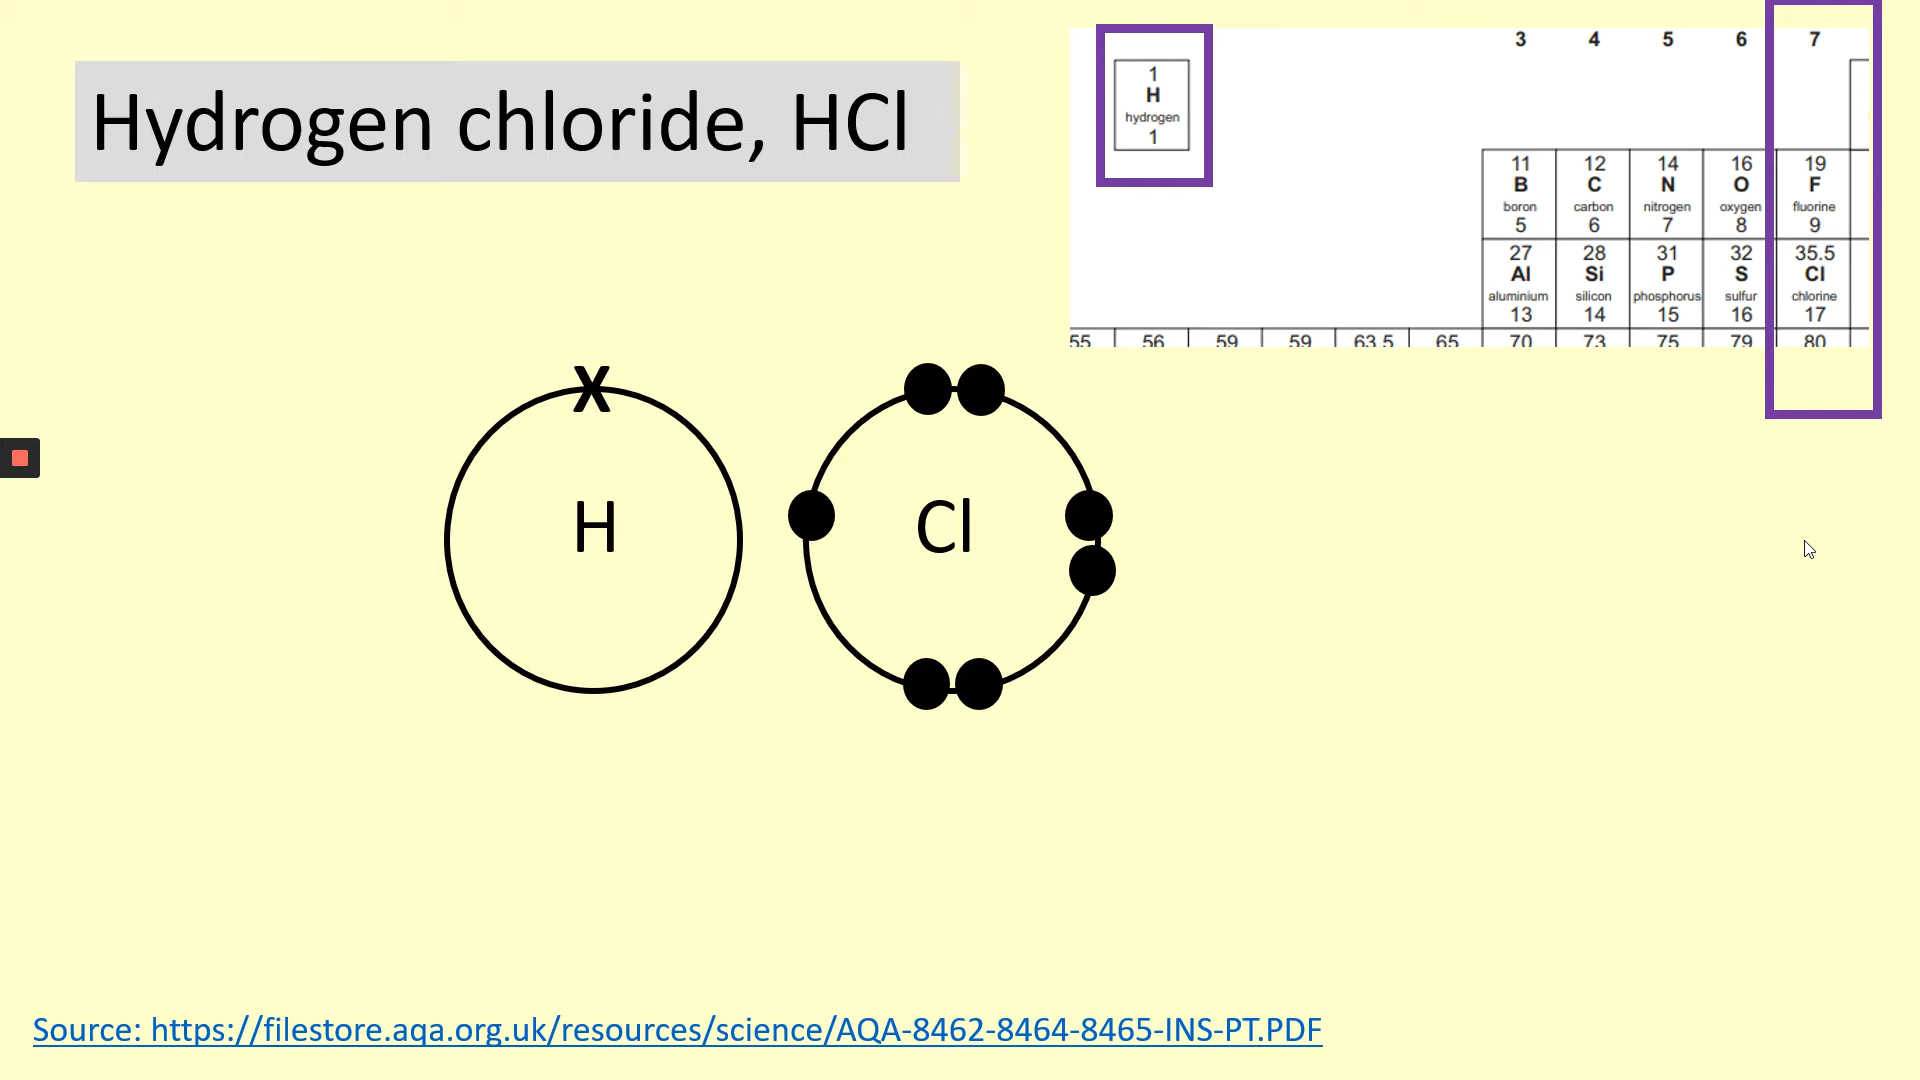 Hydrogen chloride, HCl
3 4 5 6 7
1
H
hydrogen
1
11 12 14 16 19
B C N O F
boron carbon nitrogen oxygen fluorine
5 6 7 8 9
27 28 31 32 35.5
Al Si P S Cl
aluminium silicon phosphorus sulfur chlorine
13 14 15 16 17
55 56 59 59 63.5 65 70 73 75 79 80
X
H Cl
Source: https://filestore.aqa.org.uk/resources/science/AQA-8462-8464-8465-INS-PT.PDF